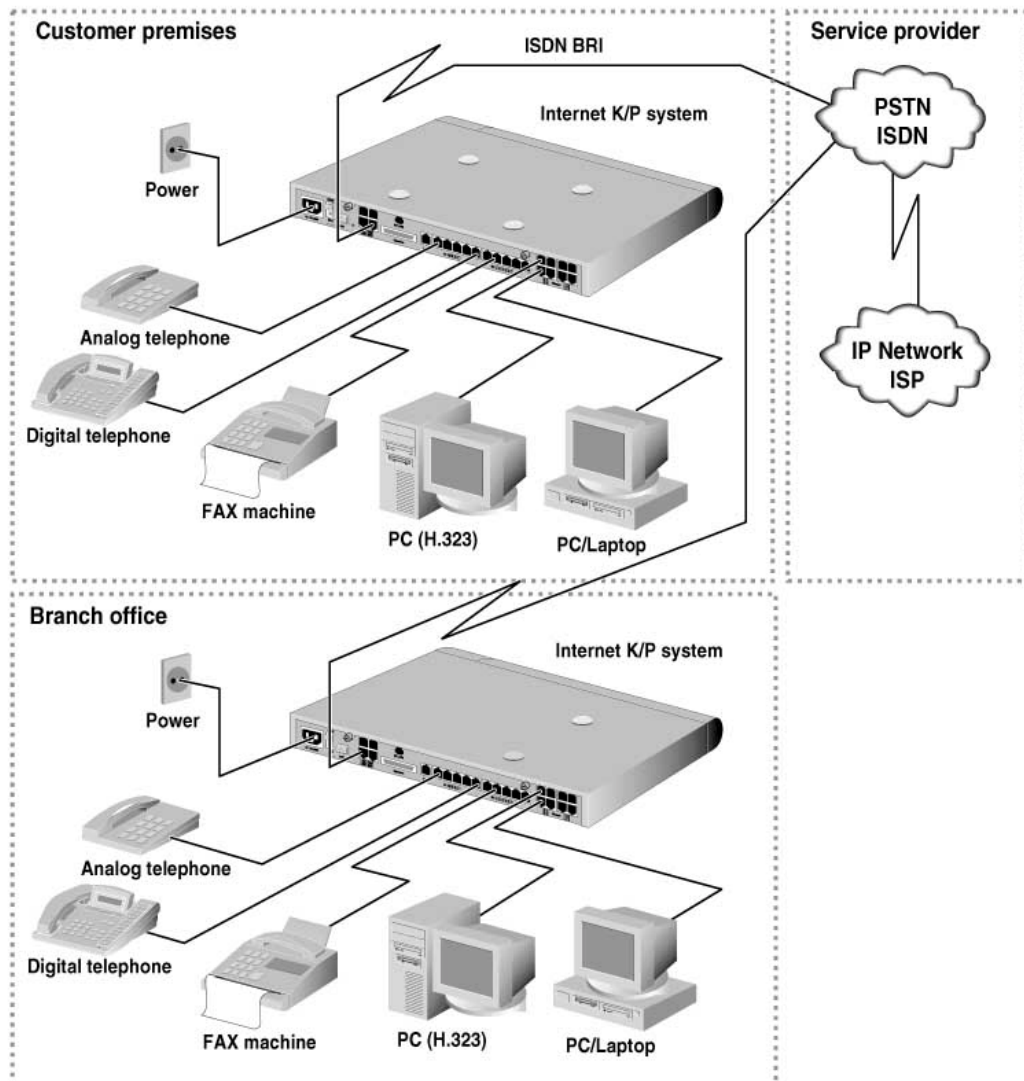 Customer premises
ISDN BRI
Service provider
PSTN
ISDN
Internet K/P system
Power
Analog telephone
Digital telephone
FAX machine
PC (H.323)
PC/Laptop
IP Network
ISP
Branch office
Internet K/P system
Power
Analog telephone
Digital telephone
FAX machine
PC (H.323)
PC/Laptop